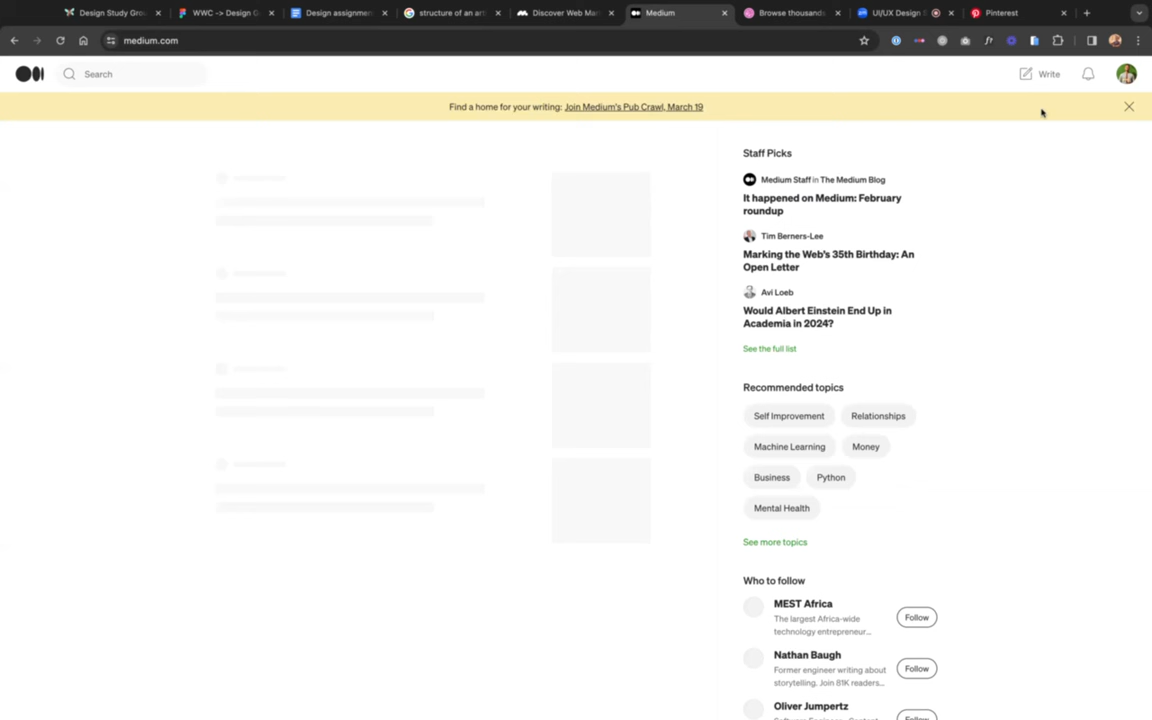 Design Study Gro
WWC -> Design G
Design assignmen
structure of an art
Discover Web Ma
Medium
Browse thousands
UI/UX Design
Pinterest
medium.com
Search
Write
Find a home for your writing: Join Medium's Pub Crawl, March 19
Staff Picks
Medium Staff in The Medium Blog
It happened on Medium: February
roundup
Tim Berners-Lee
Marking the Web's 35th Birthday: An
Open Letter
Avi Loeb
Would Albert Einstein End Up in
Academia in 2024?
See the full list
Recommended topics
Self Improvement
Relationships
Machine Learning
Money
Business
Python
Mental Health
See more topics
Who to follow
MEST Africa
The largest Africa-wide
technology entrepreneur...
Follow
Nathan Baugh
Former engineer writing about
storytelling. Join 81K readers...
Follow
Oliver Jumpertz